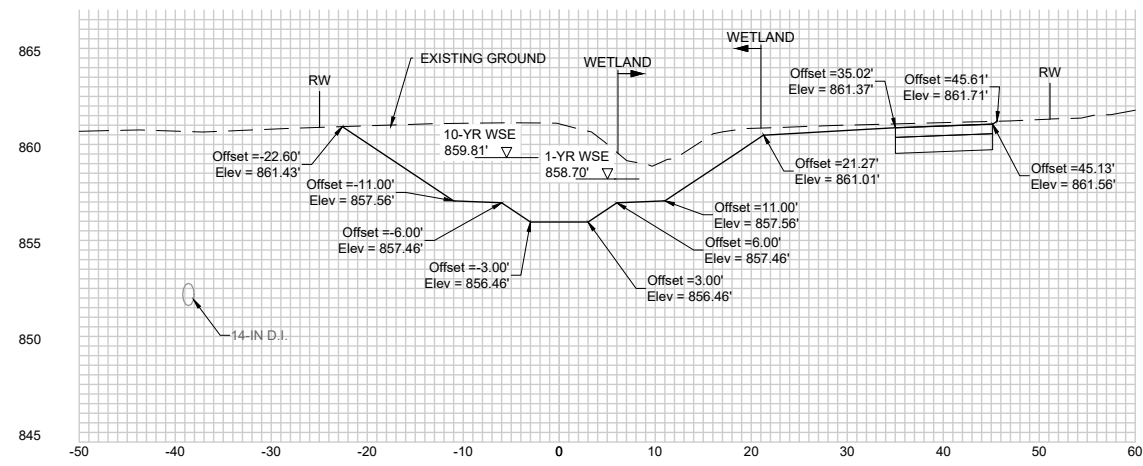 865
860
855
850
845
-50
-40
-30
-20
-10
0
10
20
30
40
50
60
RW
EXISTING GROUND
WETLAND
WETLAND
RW
10-YR WSE
859.81'
1-YR WSE
858.70'
Offset =-22.60'
Elev = 861.43'
Offset =-11.00'
Elev = 857.56'
Offset =-6.00'
Elev = 857.46'
Offset =-3.00'
Elev = 856.46'
Offset =3.00'
Elev = 856.46'
Offset =6.00'
Elev = 857.46'
Offset =11.00'
Elev = 857.56'
Offset =21.27'
Elev = 861.01'
Offset =35.02'
Elev = 861.37'
Offset =45.61'
Elev = 861.71'
Offset =45.13'
Elev = 861.56'
14-IN D.I.